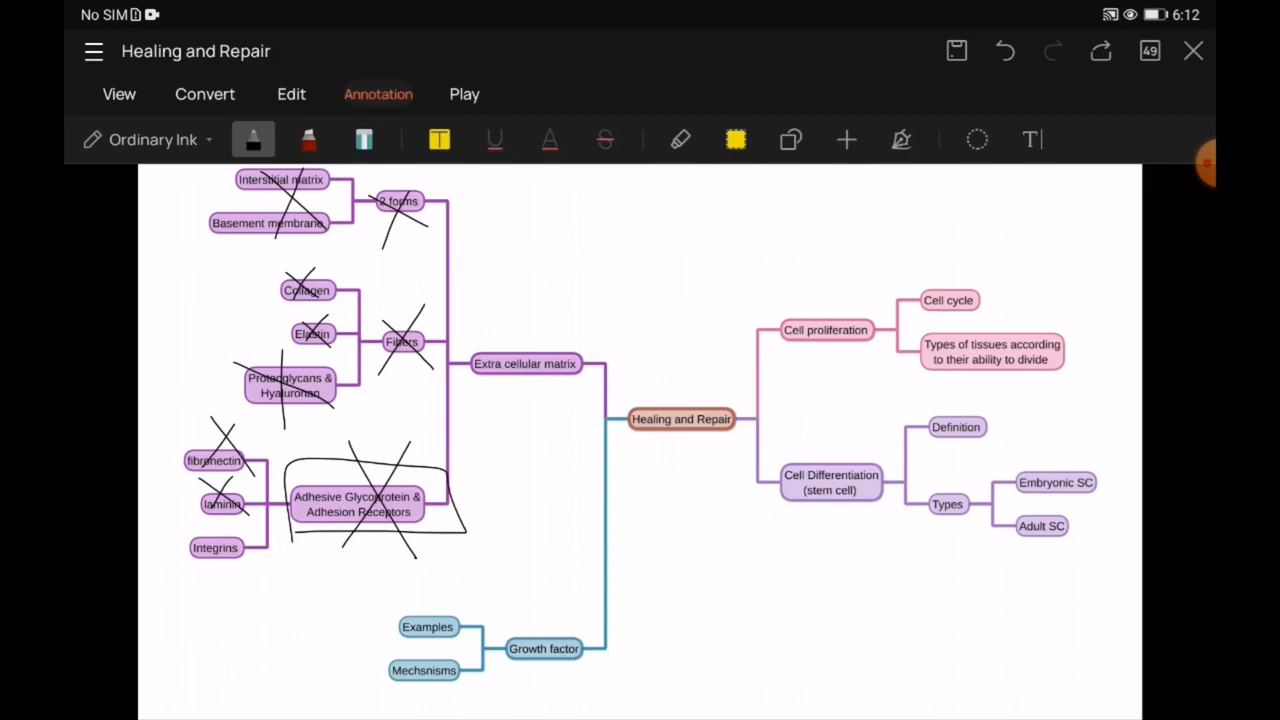 No SIM
6:12
Healing and Repair
49
View
Convert
Edit
Annotation
Play
Ordinary Ink
T
U
A
S
T
Interstitial matrix
2 forms
Basement membrane
Collagen
Elastin
Fibers
Proteoglycans &
Hyaluronan
Extra cellular matrix
fibronectin
laminin
Integrins
Adhesive Glycoprotein &
Adhesion Receptors
Examples
Mechsnisms
Growth factor
Healing and Repair
Cell proliferation
Cell cycle
Types of tissues according
to their ability to divide
Cell Differentiation
(stem cell)
Definition
Types
Embryonic SC
Adult SC